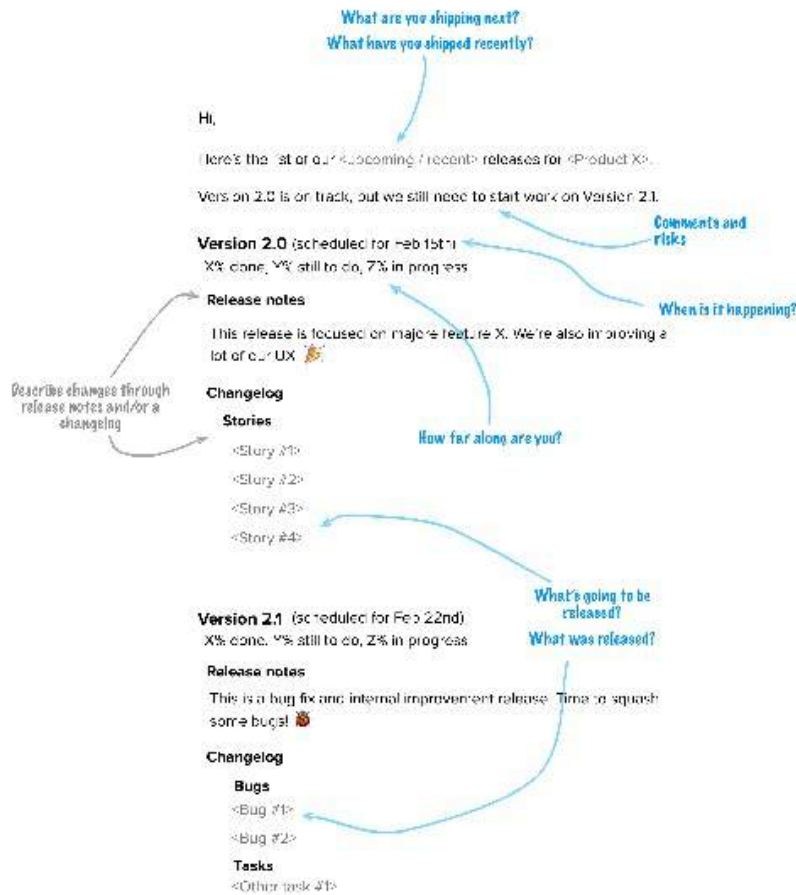 What are you shipping next?
What have you shipped recently?
Hi,
Here's the list of our <upcoming / recent> releases for <Product X>.
Version 2.0 is on track, but we still need to start work on Version 2.1.
Comments and
risks
Version 2.0 (scheduled for Feb 15th)
X% done, Y% still to do, Z% in progress
When is it happening?
Release notes
This release is focused on majore feature X. We're also improving a
lot of our UX 🎉
Describe changes through
release notes and/or a
changelog
Changelog
Stories
How far along are you?
<Story #1>
<Story #2>
<Story #3>
<Story #4>
What's going to be
released?
What was released?
Version 2.1 (scheduled for Feb 22nd)
X% done, Y% still to do, Z% in progress
Release notes
This is a bug fix and internal improvement release. Time to squash
some bugs! 🐞
Changelog
Bugs
<Bug #1>
<Bug #2>
Tasks
<Other task #1>